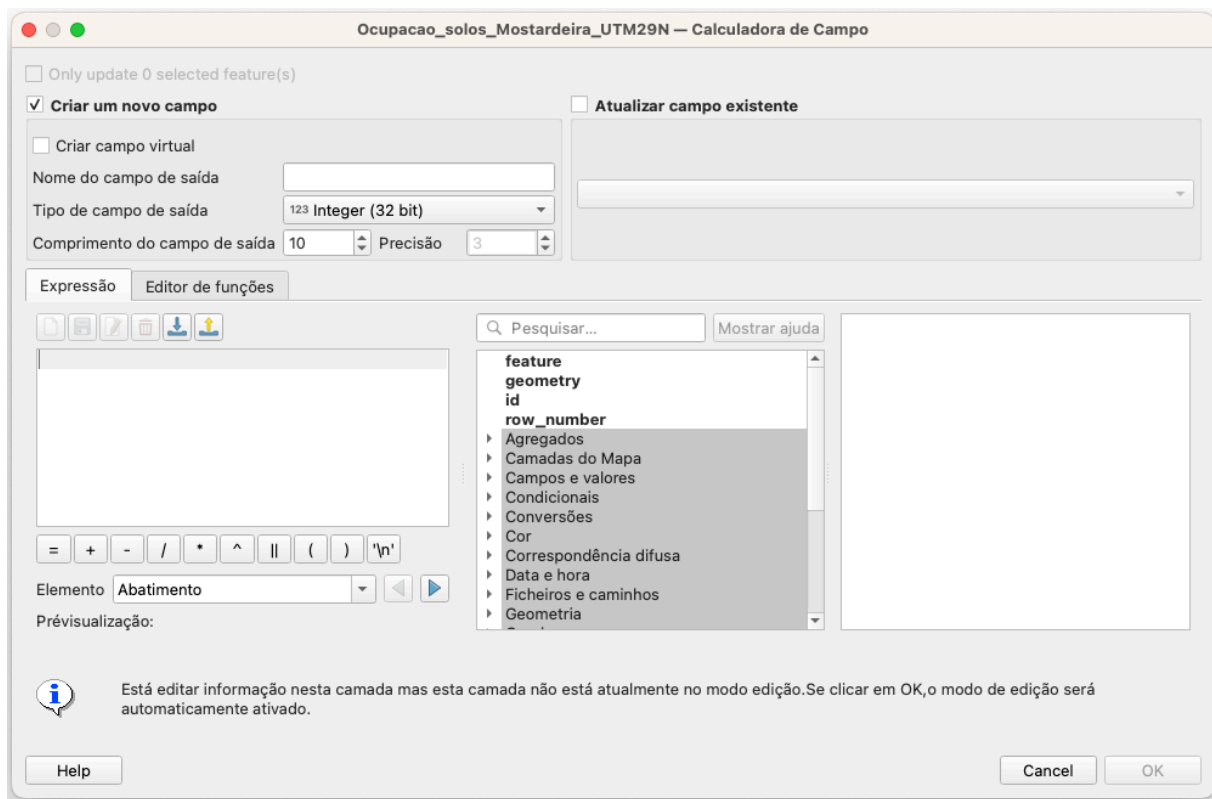 Ocupacao_solos_Mostardeira_UTM29N — Calculadora de Campo
Only update 0 selected feature(s)
Criar um novo campo
Atualizar campo existente
Criar campo virtual
Nome do campo de saída
Tipo de campo de saída
123 Integer (32 bit)
Comprimento do campo de saída
10
Precisão
3
Expressão
Editor de funções
Pesquisar...
Mostrar ajuda
feature
geometry
id
row_number
Agregados
Camadas do Mapa
Campos e valores
Condicionais
Conversões
Cor
Correspondência difusa
Data e hora
Ficheiros e caminhos
Geometria
= + - / * ^ || ( ) '\n'
Elemento
Abatimento
Prévisualização:
Está editar informação nesta camada mas esta camada não está atualmente no modo edição.Se clicar em OK,o modo de edição será
automaticamente ativado.
Help
Cancel
OK